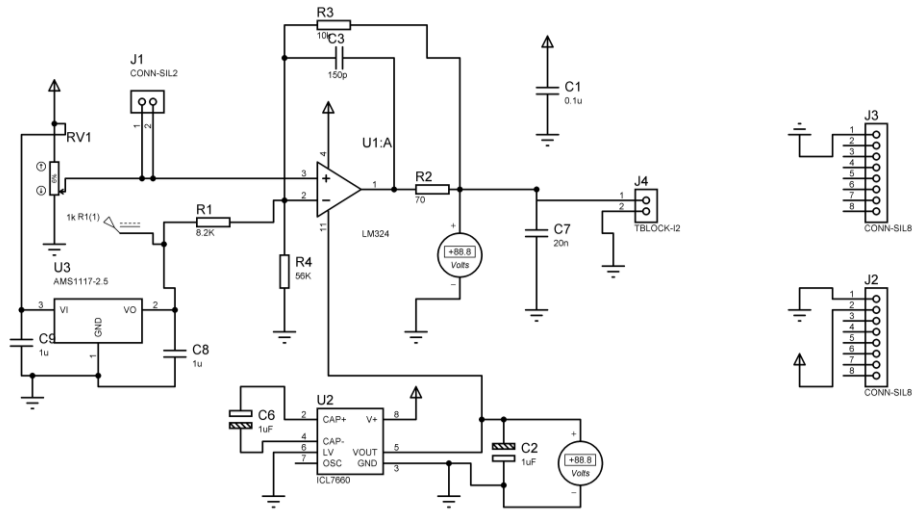 R3
10k
C3
150p
J1
CONN-SIL2
1
2
C1
0.1u
J3
1
2
3
4
5
6
7
8
CONN-SIL8
RV1
0%
U1:A
4
3
2
1
11
LM324
R2
70
J4
1
2
TBLOCK-I2
1k R1(1)
R1
8.2K
C7
20n
+88.8
Volts
R4
56K
U3
AMS1117-2.5
3
VI
VO
2
GND
1
C9
1u
C8
1u
J2
1
2
3
4
5
6
7
8
CONN-SIL8
U2
C6
1uF
2
4
6
7
CAP+
CAP-
LV
OSC
V+
VOUT
GND
8
5
3
ICL7660
C2
1uF
+88.8
Volts